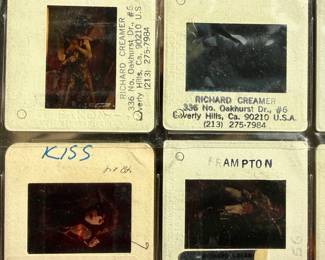 RICHARD CREAMER
336 No. Oakhurst Dr., #5
Beverly Hills, Ca. 90210 U.S
(213) 275-7984
RICHARD CREAMER
336 No. Oakhurst Dr., #6
Beverly Hills, Ca. 90210 U.S.A.
(213) 275-7984
KISS
FRAMPTON